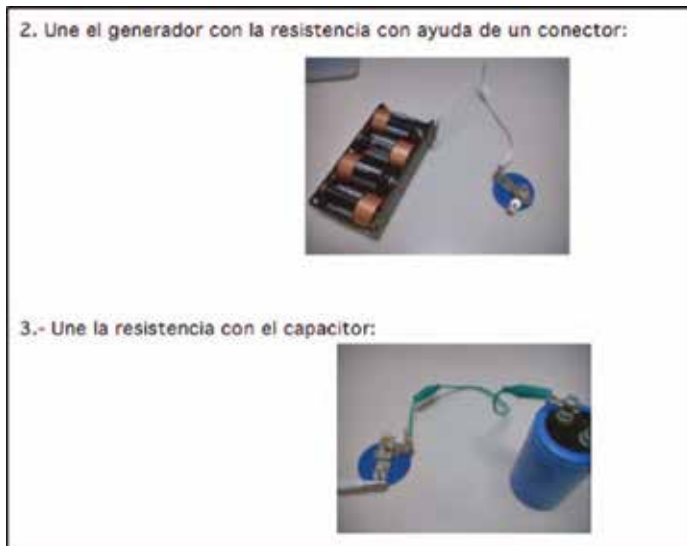 2. Une el generador con la resistencia con ayuda de un conector:
3.- Une la resistencia con el capacitor: